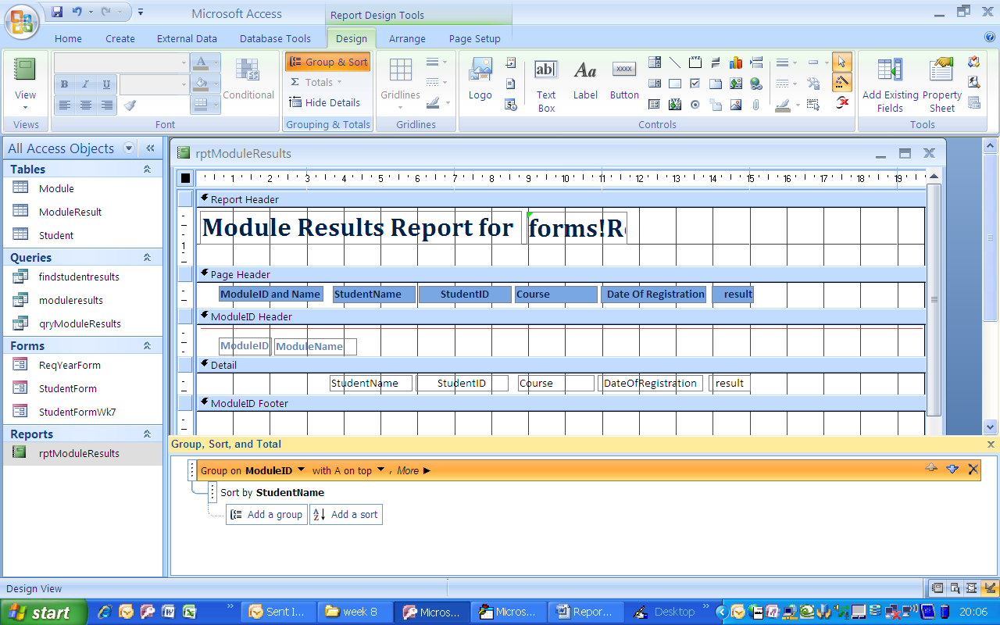 Microsoft Access
Report Design Tools
Home Create External Data Database Tools Design Arrange Page Setup
View
Views
B I U
A
Conditional
Font
Group & Sort
Σ Totals
Hide Details
Grouping & Totals
Gridlines
Gridlines
Logo
ab|
Text Box
Aa
Label
XXXX
Button
Controls
Add Existing Fields
Property Sheet
Tools
All Access Objects
Tables
Module
ModuleResult
Student
Queries
findstudentresults
moduleresults
qryModuleResults
Forms
ReqYearForm
StudentForm
StudentFormWk7
Reports
rptModuleResults
rptModuleResults
1 2 3 4 5 6 7 8 9 10 11 12 13 14 15 16 17 18 19
Report Header
Module Results Report for forms!R
1
Page Header
ModuleID and Name StudentName StudentID Course Date Of Registration result
ModuleID Header
ModuleID ModuleName
Detail
StudentName StudentID Course DateOfRegistration result
ModuleID Footer
Group, Sort, and Total
Group on ModuleID with A on top , More
Sort by StudentName
Add a group Add a sort
Design View
start
Sent I...
week 8
Micros...
Micros...
Repor...
Desktop
20:06